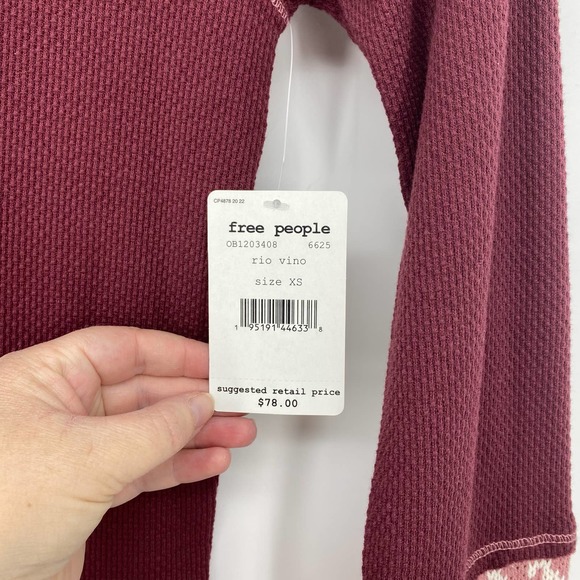 CP4878 20 22
free people
OB1203408 6625
rio vino
size XS
1 95191 44633 8
suggested retail price
$78.00